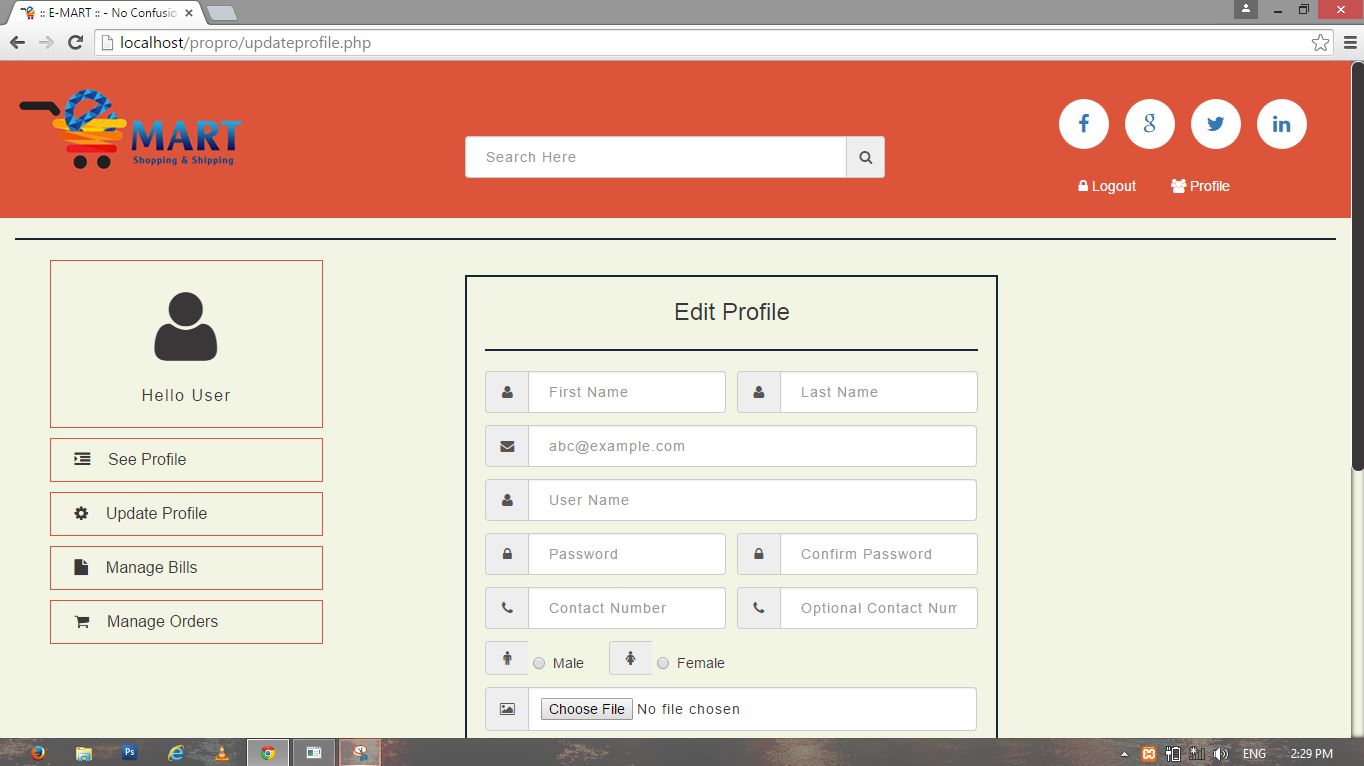 :: E-MART :: - No Confusio
localhost/propro/updateprofile.php
MART
Shopping & Shipping
Search Here
Logout
Profile
Hello User
See Profile
Update Profile
Manage Bills
Manage Orders
Edit Profile
First Name
Last Name
abc@example.com
User Name
Password
Confirm Password
Contact Number
Optional Contact Num
Male
Female
Choose File No file chosen
Ps
ENG
2:29 PM